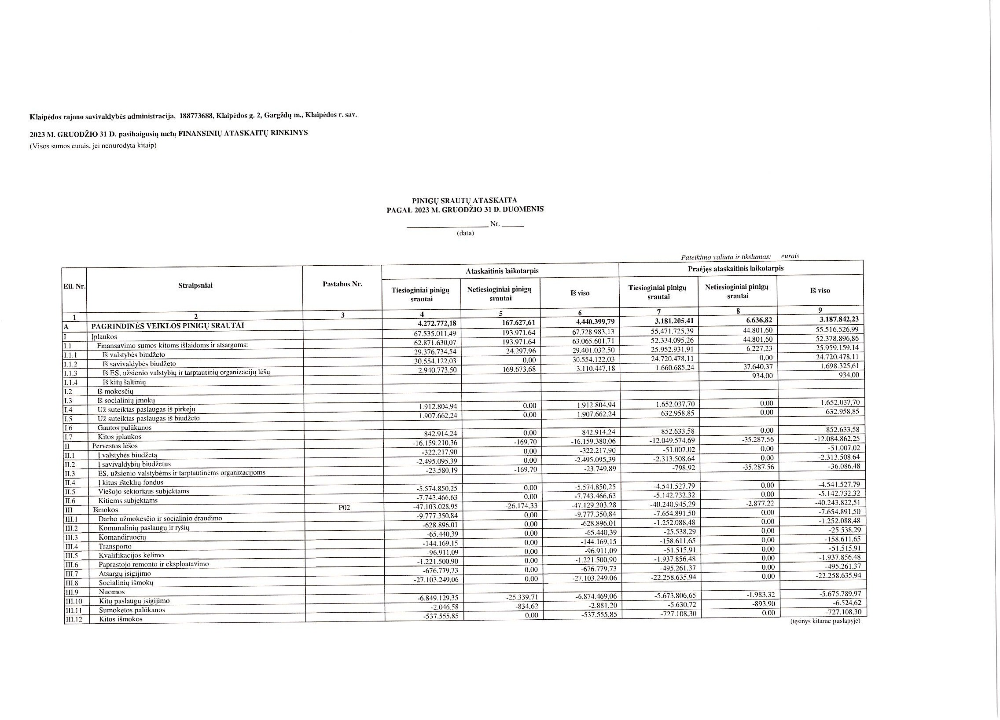 Klaipėdos rajono savivaldybės administracija, 188773688, Klaipėdos g. 2, Gargždų m., Klaipėdos r. sav.
2023 M. GRUODŽIO 31 D. pasibaigusių metų FINANSINIŲ ATASKAITŲ RINKINYS
(Visos sumos eurais, jei nenurodyta kitaip)
PINIGŲ SRAUTŲ ATASKAITA
PAGAL 2023 M. GRUODŽIO 31 D. DUOMENIS
Nr.
(data)
Pateikimo valiuta ir tikslumas: eurais
Eil. Nr. Straipsniai Pastabos Nr. Ataskaitinis laikotarpis Praėjęs ataskaitinis laikotarpis
Tiesioginiai pinigų srautai Netiesioginiai pinigų srautai Iš viso Tiesioginiai pinigų srautai Netiesioginiai pinigų srautai Iš viso
1 2 3 4 5 6 7 8 9
A PAGRINDINĖS VEIKLOS PINIGŲ SRAUTAI 4.272.772,18 167.627,61 4.440.399,79 3.181.205,41 6.636,82 3.187.842,23
I Įplaukos 67.535.011,49 193.971,64 67.728.983,13 55.471.725,39 44.801,60 55.516.526,99
I.1 Finansavimo sumos kitoms išlaidoms ir atsargoms: 62.871.630,07 193.971,64 63.065.601,71 52.334.095,26 44.801,60 52.378.896,86
I.1.1 Iš valstybės biudžeto 29.376.734,54 24.297,96 29.401.032,50 25.952.931,91 6.227,23 25.959.159,14
I.1.2 Iš savivaldybės biudžeto 30.554.122,03 0,00 30.554.122,03 24.720.478,11 0,00 24.720.478,11
I.1.3 Iš ES, užsienio valstybių ir tarptautinių organizacijų lėšų 2.940.773,50 169.673,68 3.110.447,18 1.660.685,24 37.640,37 1.698.325,61
I.1.4 Iš kitų šaltinių 934,00 934,00
I.2 Iš mokesčių
I.3 Iš socialinių įmokų
I.4 Už suteiktas paslaugas iš pirkėjų 1.912.804,94 0,00 1.912.804,94 1.652.037,70 0,00 1.652.037,70
I.5 Už suteiktas paslaugas iš biudžeto 1.907.662,24 0,00 1.907.662,24 632.958,85 0,00 632.958,85
I.6 Gautos palūkanos
I.7 Kitos įplaukos 842.914,24 0,00 842.914,24 852.633,58 0,00 852.633,58
II Pervestos lėšos -16.159.210,36 -169,70 -16.159.380,06 -12.049.574,69 -35.287,56 -12.084.862,25
II.1 Į valstybės biudžetą -322.217,90 0,00 -322.217,90 -51.007,02 0,00 -51.007,02
II.2 Į savivaldybių biudžetus -2.495.095,39 0,00 -2.495.095,39 -2.313.508,64 0,00 -2.313.508,64
II.3 ES, užsienio valstybėms ir tarptautinėms organizacijoms -23.580,19 -169,70 -23.749,89 -798,92 -35.287,56 -36.086,48
II.4 Į kitus išteklių fondus
II.5 Viešojo sektoriaus subjektams -5.574.850,25 0,00 -5.574.850,25 -4.541.527,79 0,00 -4.541.527,79
II.6 Kitiems subjektams -7.743.466,63 0,00 -7.743.466,63 -5.142.732,32 0,00 -5.142.732,32
III Išmokos P02 -47.103.028,95 -26.174,33 -47.129.203,28 -40.240.945,29 -2.877,22 -40.243.822,51
III.1 Darbo užmokesčio ir socialinio draudimo -9.777.350,84 0,00 -9.777.350,84 -7.654.891,50 0,00 -7.654.891,50
III.2 Komunalinių paslaugų ir ryšių -628.896,01 0,00 -628.896,01 -1.252.088,48 0,00 -1.252.088,48
III.3 Komandiruočių -65.440,39 0,00 -65.440,39 -25.538,29 0,00 -25.538,29
III.4 Transporto -144.169,15 0,00 -144.169,15 -158.611,65 0,00 -158.611,65
III.5 Kvalifikacijos kėlimo -96.911,09 0,00 -96.911,09 -51.515,91 0,00 -51.515,91
III.6 Paprastojo remonto ir eksploatavimo -1.221.500,90 0,00 -1.221.500,90 -1.937.856,48 0,00 -1.937.856,48
III.7 Atsargų įsigijimo -676.779,73 0,00 -676.779,73 -495.261,37 0,00 -495.261,37
III.8 Socialinių išmokų -27.103.249,06 0,00 -27.103.249,06 -22.258.635,94 0,00 -22.258.635,94
III.9 Nuomos
III.10 Kitų paslaugų įsigijimo -6.849.129,35 -25.339,71 -6.874.469,06 -5.673.806,65 -1.983,32 -5.675.789,97
III.11 Sumokėtos palūkanos -2.046,58 -834,62 -2.881,20 -5.630,72 -893,90 -6.524,62
III.12 Kitos išmokos -537.555,85 0,00 -537.555,85 -727.108,30 0,00 -727.108,30
(tęsinys kitame puslapyje)